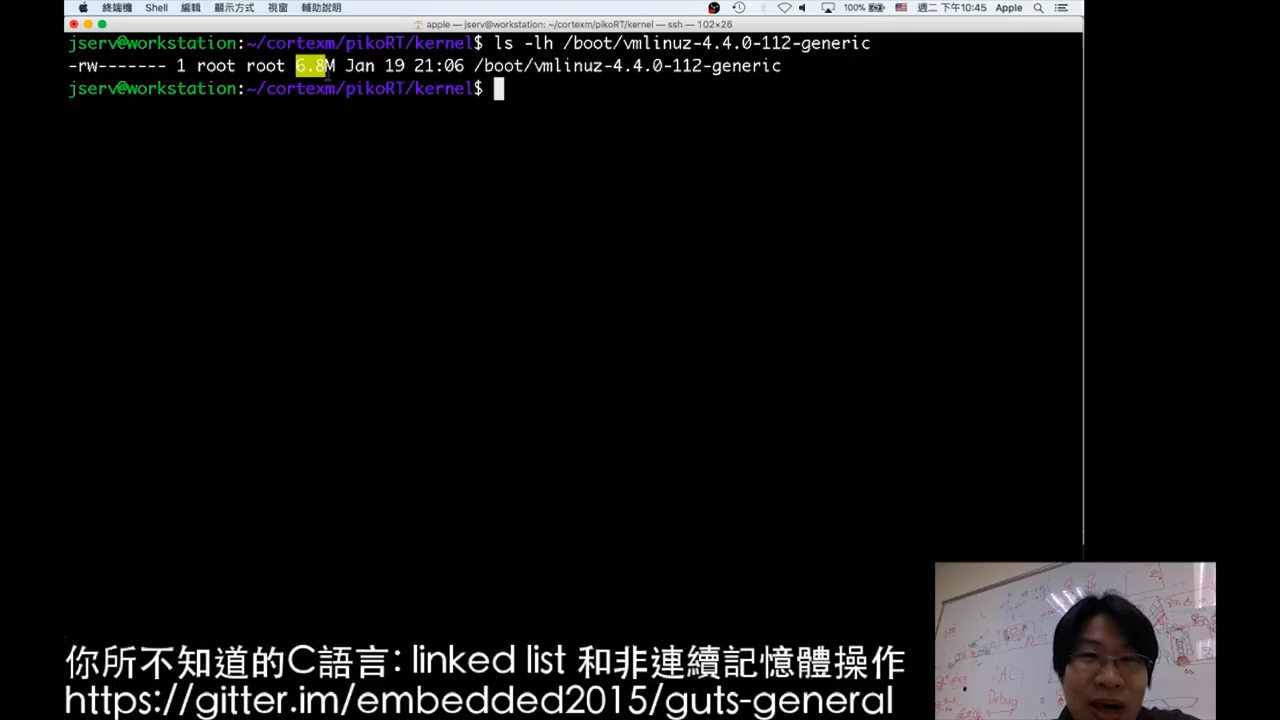 終端機 Shell 編輯 顯示方式 視窗 輔助說明 100% 週二 下午10:45 Apple
apple — jserv@workstation: ~/cortexm/pikoRT/kernel — ssh — 102×26
jserv@workstation:~/cortexm/pikoRT/kernel$ ls -lh /boot/vmlinuz-4.4.0-112-generic
-rw------- 1 root root 6.8M Jan 19 21:06 /boot/vmlinuz-4.4.0-112-generic
jserv@workstation:~/cortexm/pikoRT/kernel$
你所不知道的C語言: linked list 和非連續記憶體操作
https://gitter.im/embedded2015/guts-general
AC
Debug